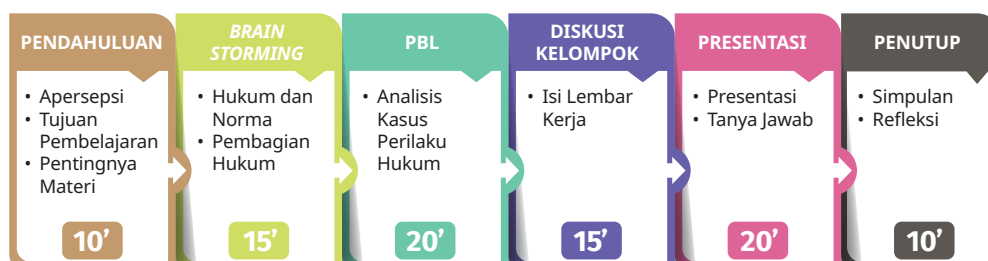 PENDAHULUAN
• Apersepsi
• Tujuan
Pembelajaran
• Pentingnya
Materi
10’
BRAIN
STORMING
• Hukum dan
Norma
• Pembagian
Hukum
15’
PBL
• Analisis
Kasus
Perilaku
Hukum
20’
DISKUSI
KELOMPOK
• Isi Lembar
Kerja
15’
PRESENTASI
• Presentasi
• Tanya Jawab
20’
PENUTUP
• Simpulan
• Refleksi
10’